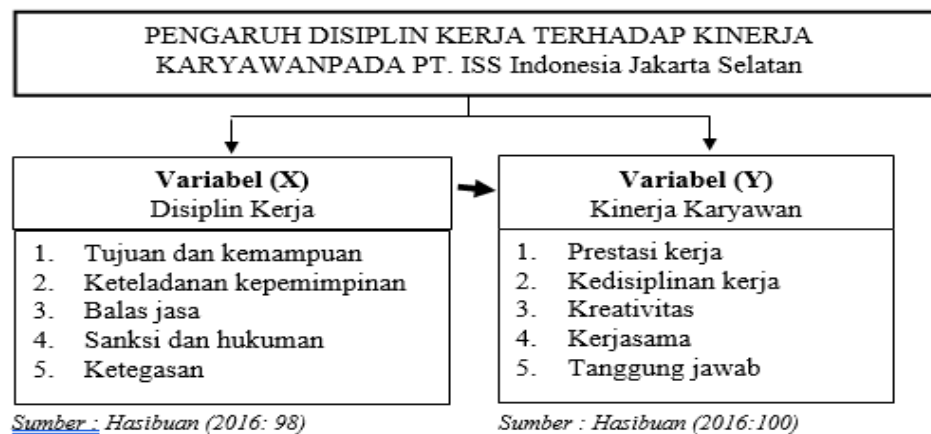 PENGARUH DISIPLIN KERJA TERHADAP KINERJA
KARYAWANPADA PT. ISS Indonesia Jakarta Selatan
Variabel (X)
Disiplin Kerja
1. Tujuan dan kemampuan
2. Keteladanan kepemimpinan
3. Balas jasa
4. Sanksi dan hukuman
5. Ketegasan
Sumber : Hasibuan (2016: 98)
Variabel (Y)
Kinerja Karyawan
1. Prestasi kerja
2. Kedisiplinan kerja
3. Kreativitas
4. Kerjasama
5. Tanggung jawab
Sumber : Hasibuan (2016:100)